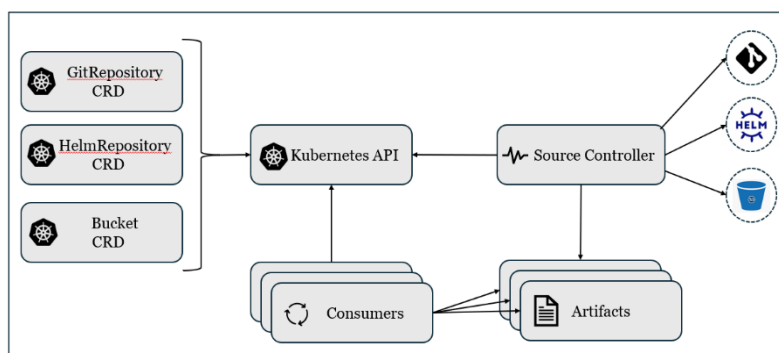 GitRepository
CRD
HelmRepository
CRD
Bucket
CRD
Kubernetes API
Source Controller
HELM
Consumers
Artifacts